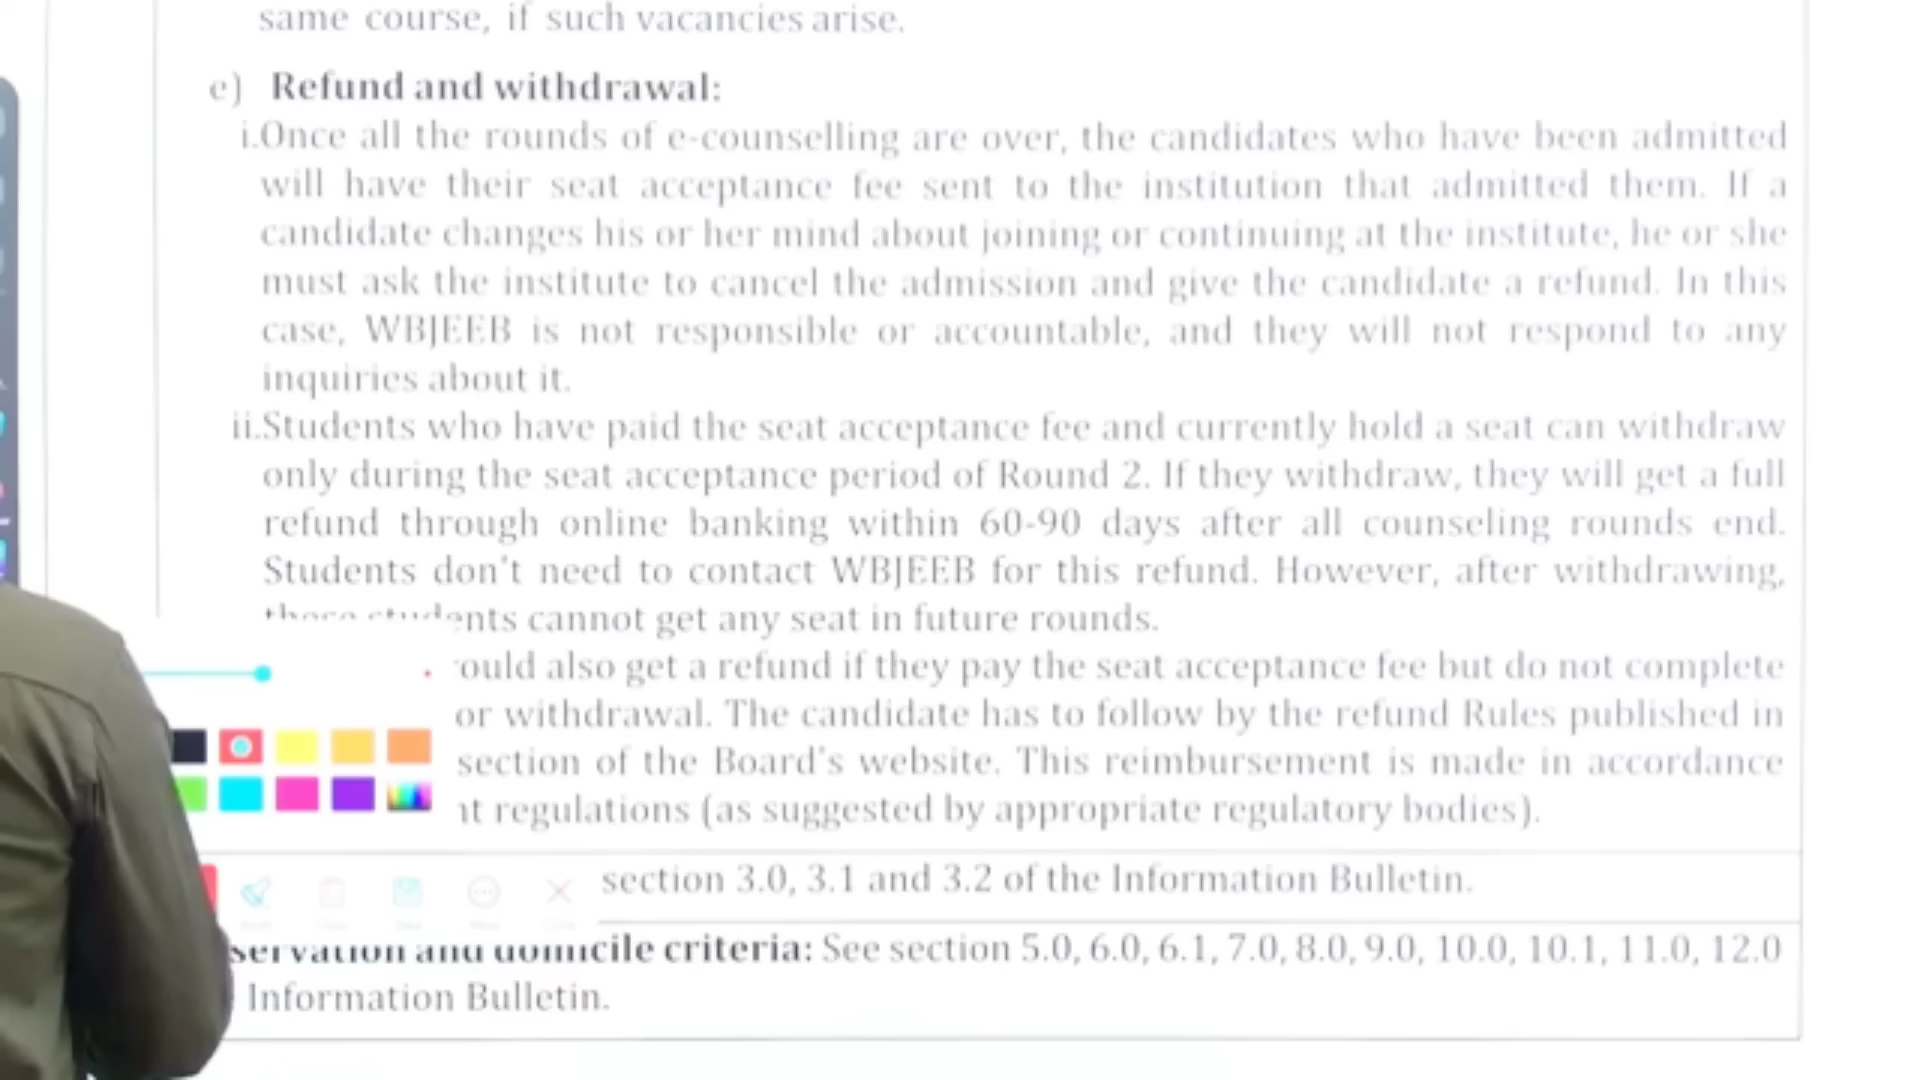 same course, if such vacancies arise.
e) Refund and withdrawal:
i.Once all the rounds of e-counselling are over, the candidates who have been admitted
will have their seat acceptance fee sent to the institution that admitted them. If a
candidate changes his or her mind about joining or continuing at the institute, he or she
must ask the institute to cancel the admission and give the candidate a refund. In this
case, WBJEEB is not responsible or accountable, and they will not respond to any
inquiries about it.
ii.Students who have paid the seat acceptance fee and currently hold a seat can withdraw
only during the seat acceptance period of Round 2. If they withdraw, they will get a full
refund through online banking within 60-90 days after all counseling rounds end.
Students don't need to contact WBJEEB for this refund. However, after withdrawing,
those students cannot get any seat in future rounds.
ould also get a refund if they pay the seat acceptance fee but do not complete
or withdrawal. The candidate has to follow by the refund Rules published in
section of the Board's website. This reimbursement is made in accordance
regulations (as suggested by appropriate regulatory bodies).
section 3.0, 3.1 and 3.2 of the Information Bulletin.
servation and domicile criteria: See section 5.0, 6.0, 6.1, 7.0, 8.0, 9.0, 10.0, 10.1, 11.0, 12.0
Information Bulletin.